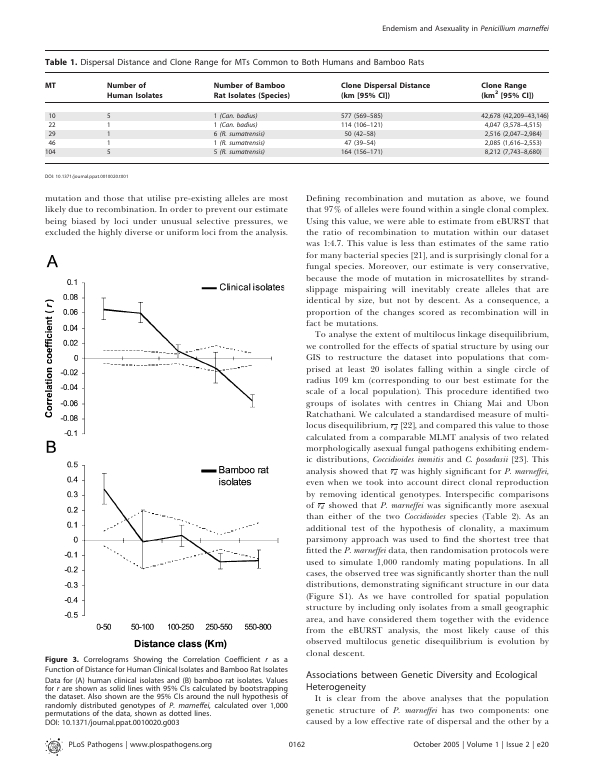 Endemism and Asexuality in Penicillium marneffei
Table 1. Dispersal Distance and Clone Range for MTs Common to Both Humans and Bamboo Rats
MT Number of Human Isolates Number of Bamboo Rat Isolates (Species) Clone Dispersal Distance (km [95% CI]) Clone Range (km² [95% CI])
10 5 1 (Can. badius) 577 (569–585) 42,678 (42,209–43,146)
22 1 1 (Can. badius) 114 (106–121) 4,047 (3,578–4,515)
29 1 6 (R. sumatrensis) 50 (42–58) 2,516 (2,047–2,984)
46 1 1 (R. sumatrensis) 47 (39–54) 2,085 (1,616–2,553)
104 5 5 (R. sumatrensis) 164 (156–171) 8,212 (7,743–8,680)
DOI: 10.1371/journal.ppat.0010020.t001
mutation and those that utilise pre-existing alleles are most
likely due to recombination. In order to prevent our estimate
being biased by loci under unusual selective pressures, we
excluded the highly diverse or uniform loci from the analysis.
A
Clinical isolates
Correlation coefficient (r)
0.1
0.08
0.06
0.04
0.02
0
-0.02
-0.04
-0.06
-0.08
-0.1
B
Bamboo rat
isolates
0.5
0.4
0.3
0.2
0.1
0
-0.1
-0.2
-0.3
-0.4
-0.5
0-50 50-100 100-250 250-550 550-800
Distance class (Km)
Figure 3. Correlograms Showing the Correlation Coefficient r as a
Function of Distance for Human Clinical Isolates and Bamboo Rat Isolates
Data for (A) human clinical isolates and (B) bamboo rat isolates. Values
for r are shown as solid lines with 95% CIs calculated by bootstrapping
the dataset. Also shown are the 95% CIs around the null hypothesis of
randomly distributed genotypes of P. marneffei, calculated over 1,000
permutations of the data, shown as dotted lines.
DOI: 10.1371/journal.ppat.0010020.g003
Defining recombination and mutation as above, we found
that 97% of alleles were found within a single clonal complex.
Using this value, we were able to estimate from eBURST that
the ratio of recombination to mutation within our dataset
was 1:4.7. This value is less than estimates of the same ratio
for many bacterial species [21], and is surprisingly clonal for a
fungal species. Moreover, our estimate is very conservative,
because the mode of mutation in microsatellites by strand-
slippage mispairing will inevitably create alleles that are
identical by size, but not by descent. As a consequence, a
proportion of the changes scored as recombination will in
fact be mutations.
To analyse the extent of multilocus linkage disequilibrium,
we controlled for the effects of spatial structure by using our
GIS to restructure the dataset into populations that com-
prised at least 20 isolates falling within a single circle of
radius 109 km (corresponding to our best estimate for the
scale of a local population). This procedure identified two
groups of isolates with centres in Chiang Mai and Ubon
Ratchathani. We calculated a standardised measure of multi-
locus disequilibrium, r̅d̅ [22], and compared this value to those
calculated from a comparable MLMT analysis of two related
morphologically asexual fungal pathogens exhibiting endem-
ic distributions, Coccidioides immitis and C. posadasii [23]. This
analysis showed that r̅d̅ was highly significant for P. marneffei,
even when we took into account direct clonal reproduction
by removing identical genotypes. Interspecific comparisons
of r̅d̅ showed that P. marneffei was significantly more asexual
than either of the two Coccidioides species (Table 2). As an
additional test of the hypothesis of clonality, a maximum
parsimony approach was used to find the shortest tree that
fitted the P. marneffei data, then randomisation protocols were
used to simulate 1,000 randomly mating populations. In all
cases, the observed tree was significantly shorter than the null
distributions, demonstrating significant structure in our data
(Figure S1). As we have controlled for spatial population
structure by including only isolates from a small geographic
area, and have considered them together with the evidence
from the eBURST analysis, the most likely cause of this
observed multilocus genetic disequilibrium is evolution by
clonal descent.
Associations between Genetic Diversity and Ecological
Heterogeneity
It is clear from the above analyses that the population
genetic structure of P. marneffei has two components: one
caused by a low effective rate of dispersal and the other by a
PLoS Pathogens | www.plospathogens.org 0162 October 2005 | Volume 1 | Issue 2 | e20